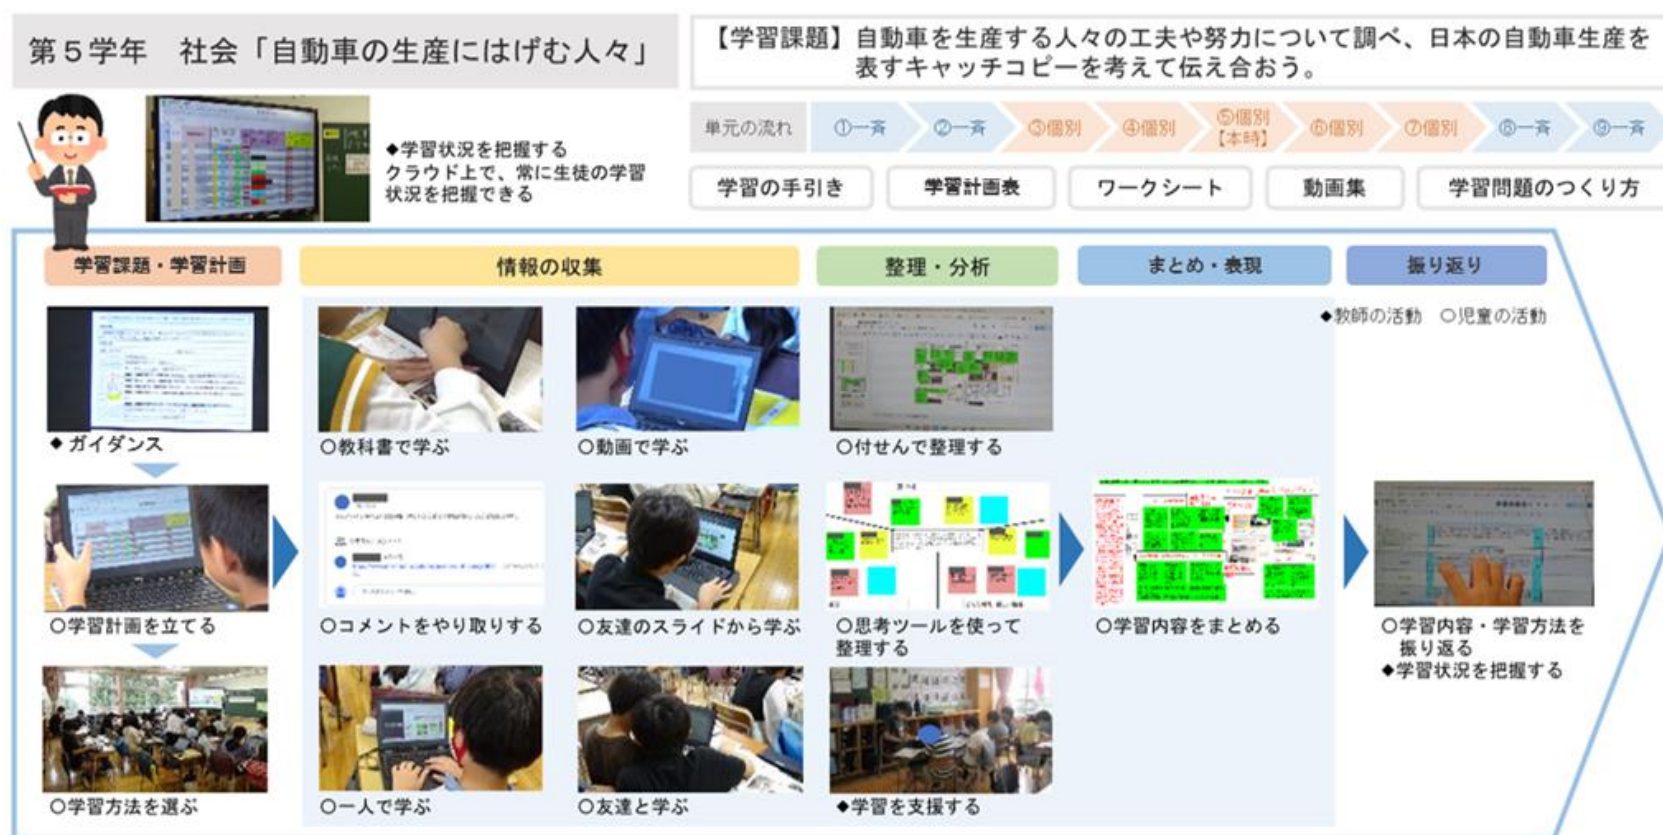 第５学年　社会「自動車の生産にはげむ人々」
【学習課題】自動車を生産する人々の工夫や努力について調べ、日本の自動車生産を
表すキャッチコピーを考えて伝え合おう。
単元の流れ
①一斉
②一斉
③個別
④個別
⑤個別
【本時】
⑥個別
⑦個別
⑧一斉
⑨一斉
◆学習状況を把握する
クラウド上で、常に生徒の学習
状況を把握できる
学習の手引き
学習計画表
ワークシート
動画集
学習問題のつくり方
学習課題・学習計画
情報の収集
整理・分析
まとめ・表現
振り返り
◆教師の活動　○児童の活動
◆ ガイダンス
○教科書で学ぶ
○動画で学ぶ
○付せんで整理する
○学習計画を立てる
○コメントをやり取りする
○友達のスライドから学ぶ
○思考ツールを使って
整理する
○学習内容をまとめる
○学習内容・学習方法を
振り返る
◆学習状況を把握する
○学習方法を選ぶ
○一人で学ぶ
○友達と学ぶ
◆学習を支援する